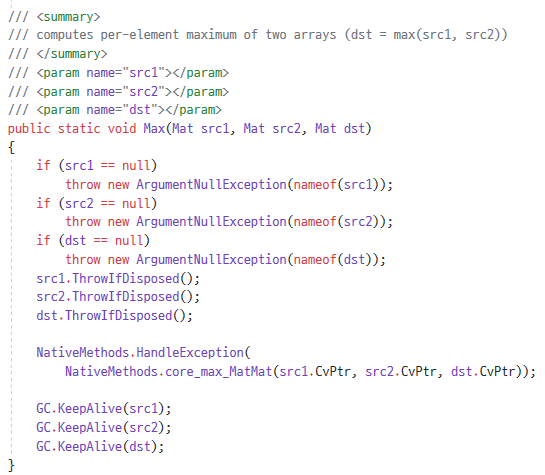 /// <summary>
/// computes per-element maximum of two arrays (dst = max(src1, src2))
/// </summary>
/// <param name="src1"></param>
/// <param name="src2"></param>
/// <param name="dst"></param>
public static void Max(Mat src1, Mat src2, Mat dst)
{
    if (src1 == null)
        throw new ArgumentNullException(nameof(src1));
    if (src2 == null)
        throw new ArgumentNullException(nameof(src2));
    if (dst == null)
        throw new ArgumentNullException(nameof(dst));
    src1.ThrowIfDisposed();
    src2.ThrowIfDisposed();
    dst.ThrowIfDisposed();

    NativeMethods.HandleException(
        NativeMethods.core_max_MatMat(src1.CvPtr, src2.CvPtr, dst.CvPtr));

    GC.KeepAlive(src1);
    GC.KeepAlive(src2);
    GC.KeepAlive(dst);
}